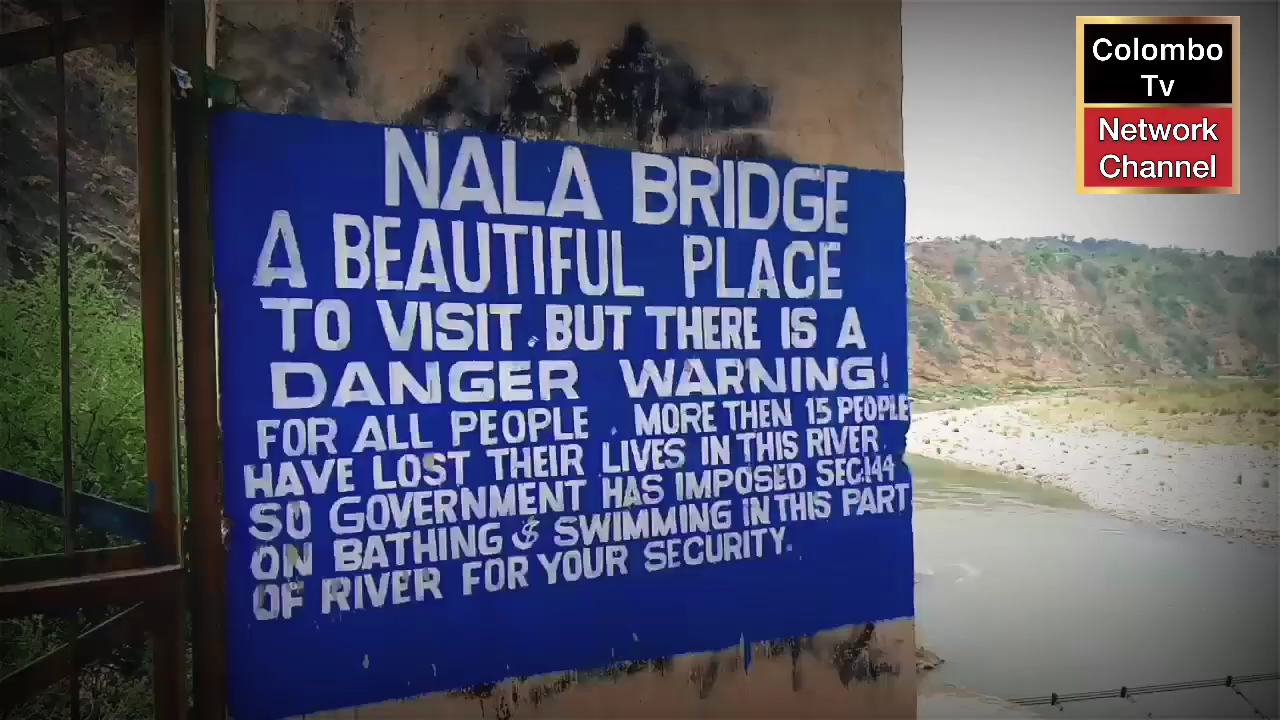 NALA BRIDGE
A BEAUTIFUL PLACE
TO VISIT. BUT THERE IS A
DANGER WARNING!
FOR ALL PEOPLE . MORE THEN 15 PEOPLE
HAVE LOST THEIR LIVES IN THIS RIVER
SO GOVERNMENT HAS IMPOSED SEC:144
ON BATHING & SWIMMING IN THIS PART
OF RIVER FOR YOUR SECURITY.
Colombo
Tv
Network
Channel